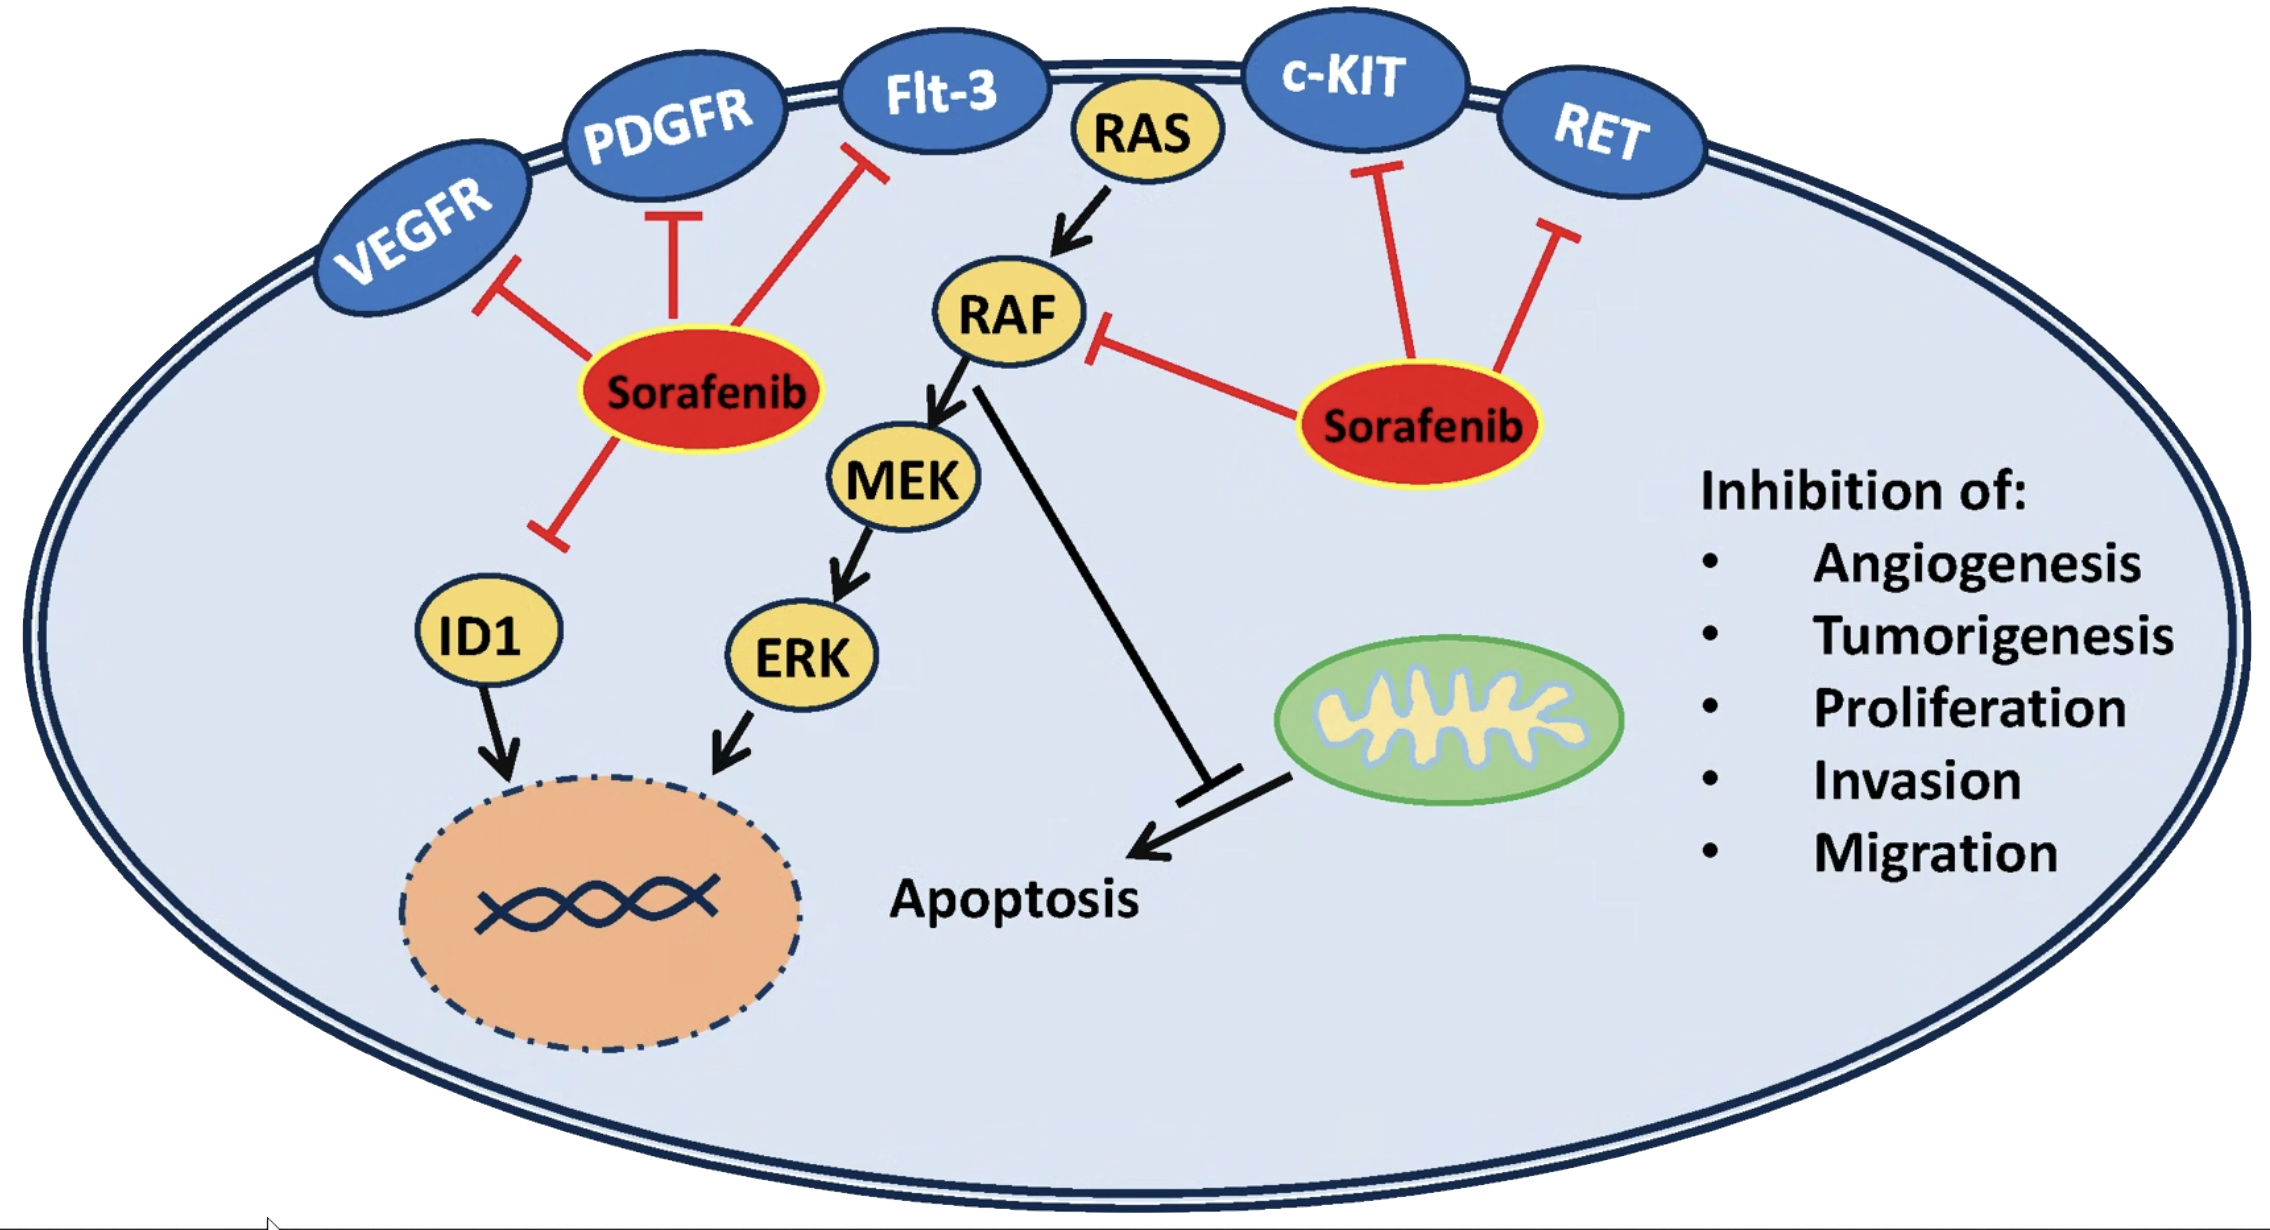 VEGFR
PDGFR
Flt-3
RAS
c-KIT
RET
RAF
Sorafenib
Sorafenib
MEK
ID1
ERK
Apoptosis
Inhibition of:
• Angiogenesis
• Tumorigenesis
• Proliferation
• Invasion
• Migration